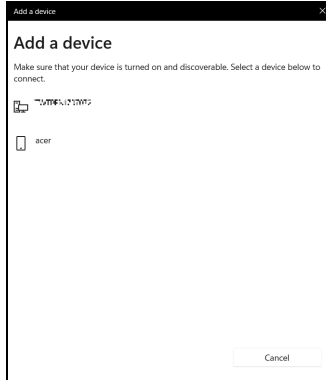 Add a device
Add a device
Make sure that your device is turned on and discoverable. Select a device below to
connect.
acer
Cancel